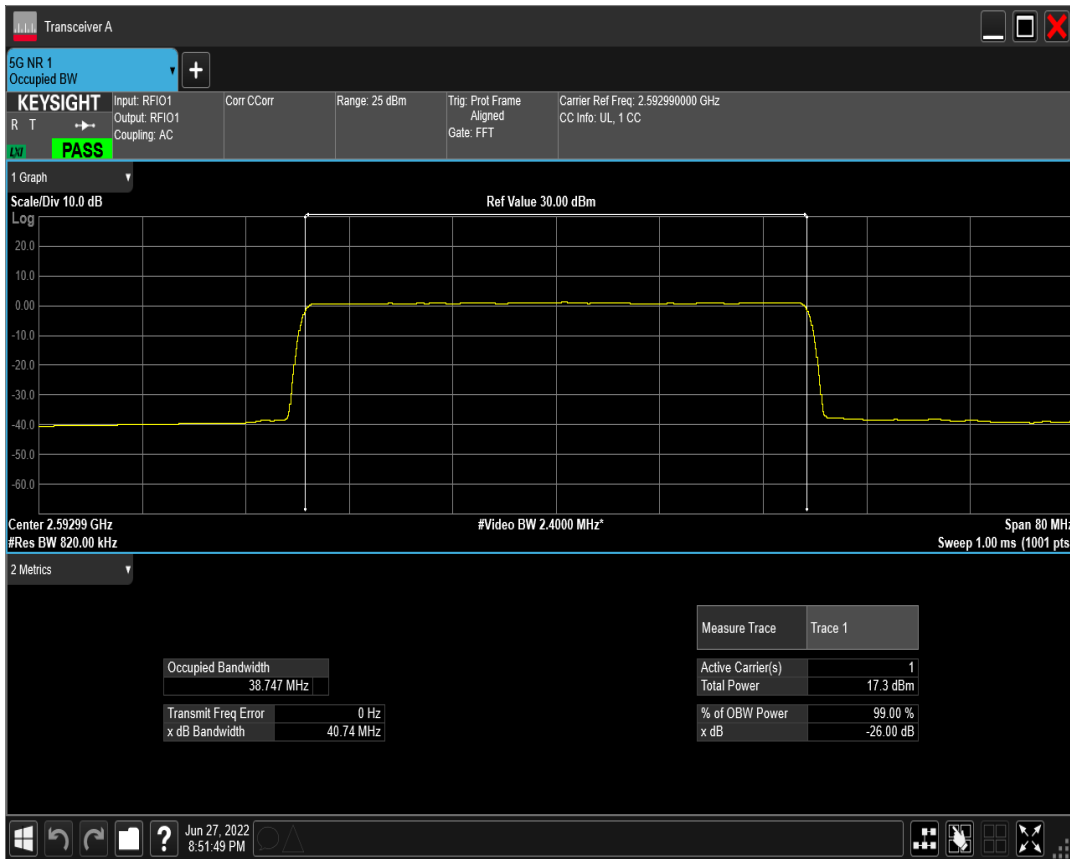 Transceiver A
5G NR 1
Occupied BW
KEYSIGHT
R T
LXI
PASS
Input: RFIO1
Output: RFIO1
Coupling: AC
Corr CCorr
Range: 25 dBm
Trig: Prot Frame
Aligned
Gate: FFT
Carrier Ref Freq: 2.592990000 GHz
CC Info: UL, 1 CC
1 Graph
Scale/Div 10.0 dB
Ref Value 30.00 dBm
Log
20.0
10.0
0.00
-10.0
-20.0
-30.0
-40.0
-50.0
-60.0
Center 2.59299 GHz
#Video BW 2.4000 MHz*
Span 80 MHz
#Res BW 820.00 kHz
Sweep 1.00 ms (1001 pts
2 Metrics
Measure Trace Trace 1
Occupied Bandwidth
38.747 MHz
Active Carrier(s) 1
Total Power 17.3 dBm
Transmit Freq Error 0 Hz
x dB Bandwidth 40.74 MHz
% of OBW Power 99.00 %
x dB -26.00 dB
?
Jun 27, 2022
8:51:49 PM